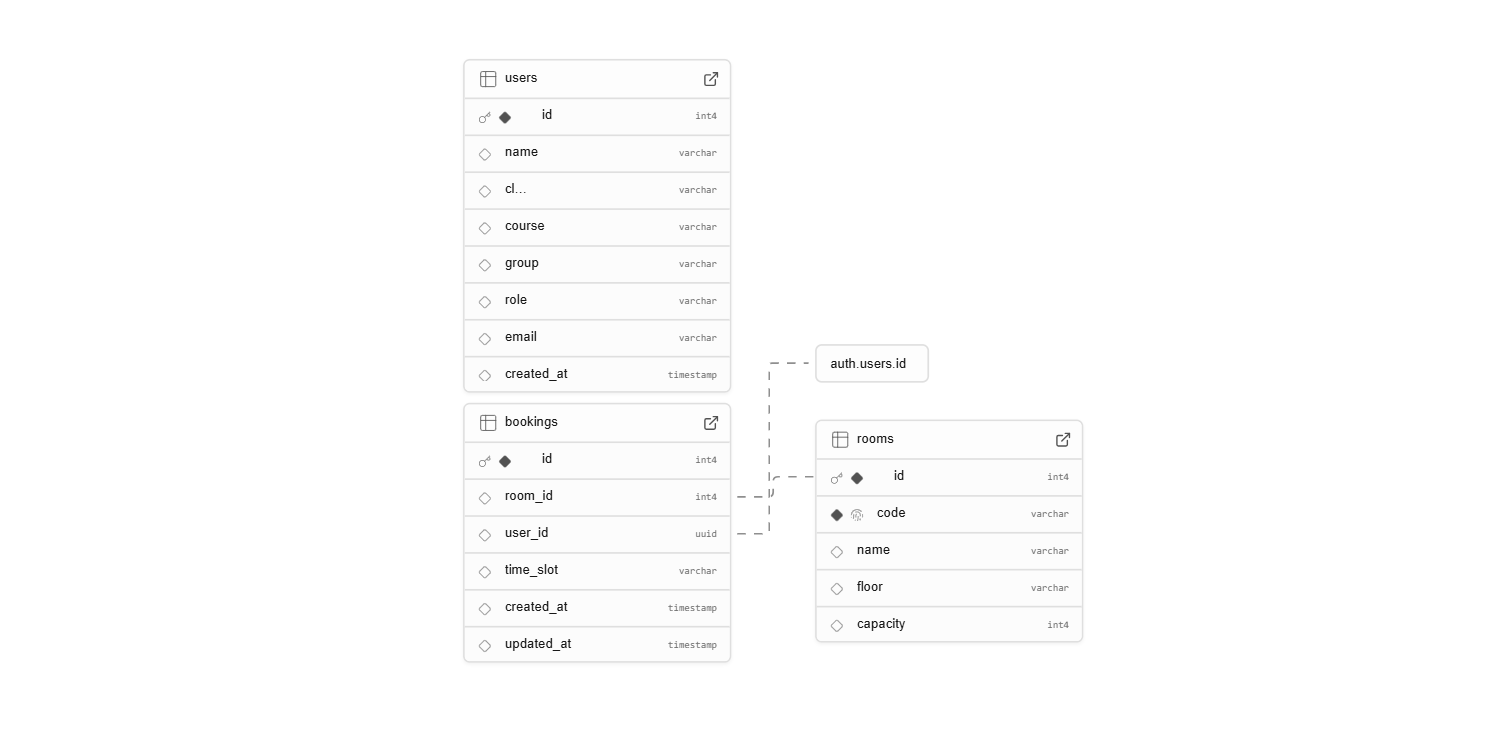 users
id int4
name varchar
cl... varchar
course varchar
group varchar
role varchar
email varchar
created_at timestamp
bookings
id int4
room_id int4
user_id uuid
time_slot varchar
created_at timestamp
updated_at timestamp
auth.users.id
rooms
id int4
code varchar
name varchar
floor varchar
capacity int4